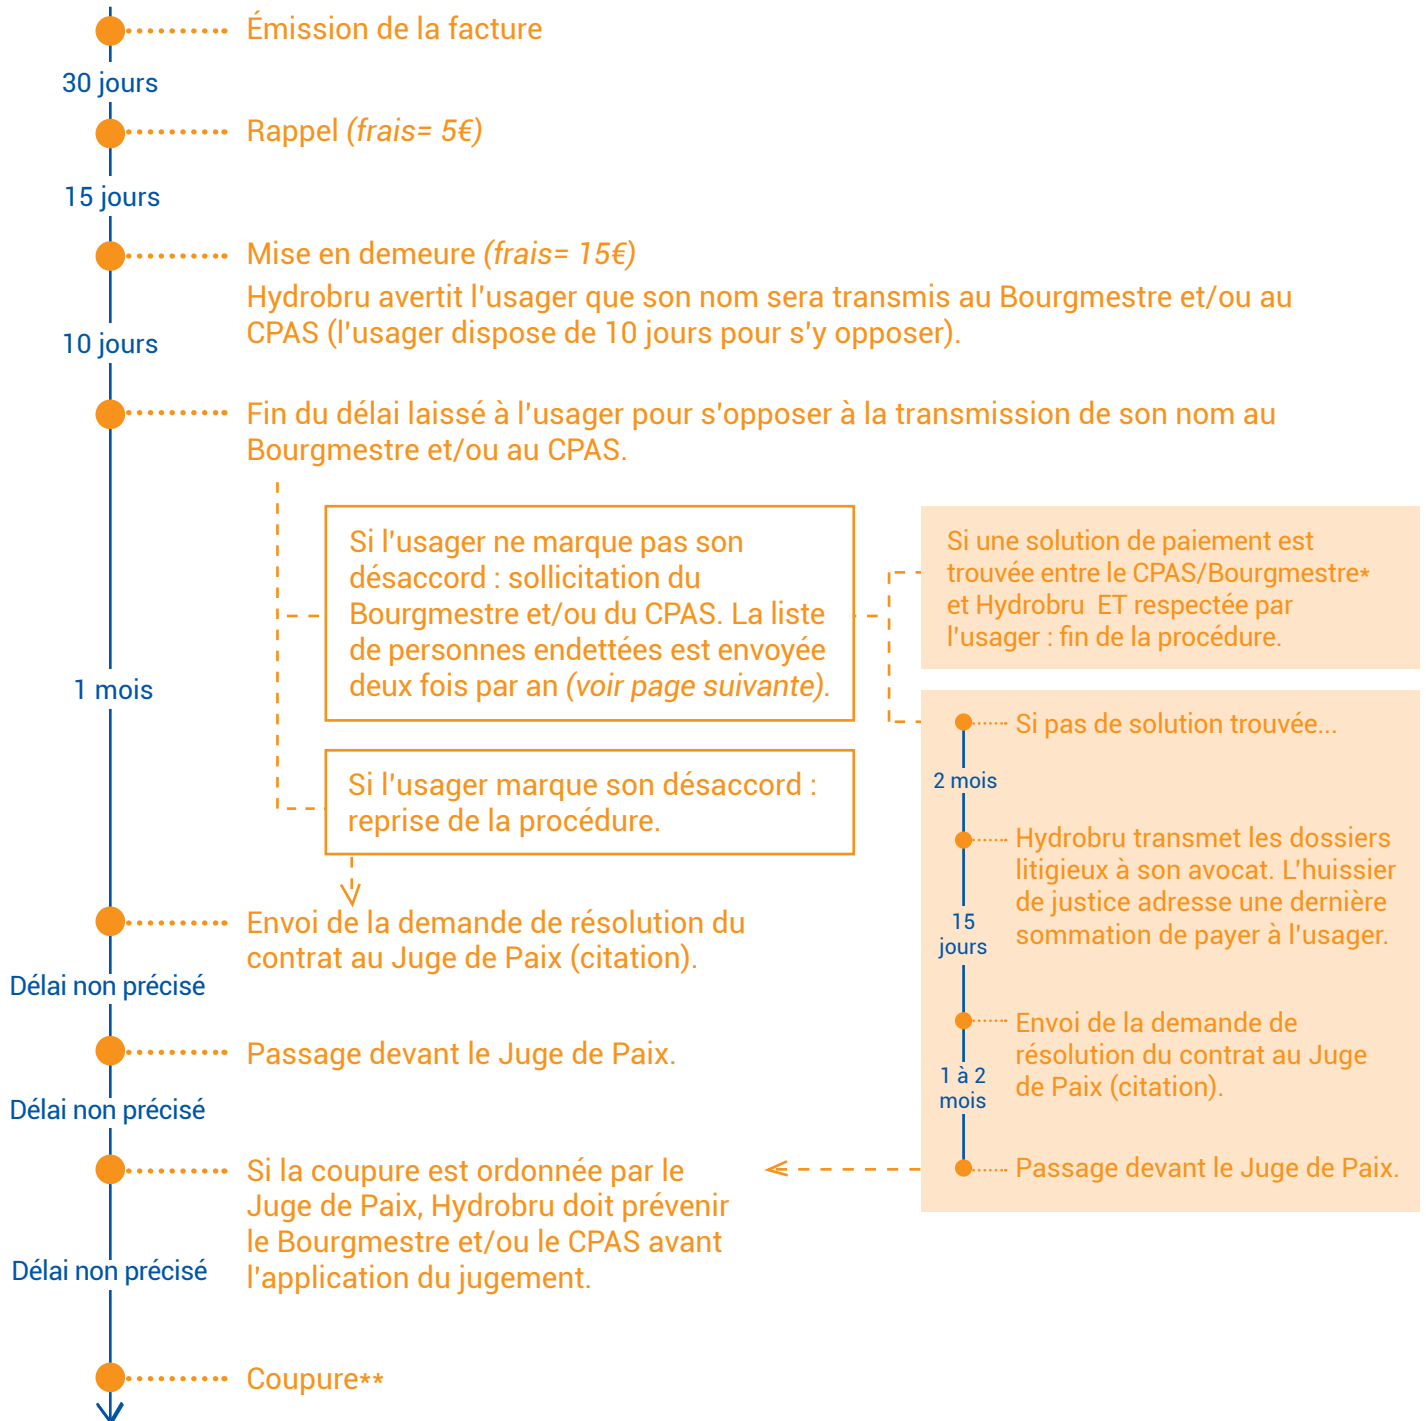 Émission de la facture
30 jours
Rappel (frais= 5€)
15 jours
Mise en demeure (frais= 15€)
Hydrobru avertit l'usager que son nom sera transmis au Bourgmestre et/ou au
CPAS (l'usager dispose de 10 jours pour s'y opposer).
10 jours
Fin du délai laissé à l'usager pour s'opposer à la transmission de son nom au
Bourgmestre et/ou au CPAS.
1 mois
Si l'usager ne marque pas son
désaccord : sollicitation du
Bourgmestre et/ou du CPAS. La liste
de personnes endettées est envoyée
deux fois par an (voir page suivante).
Si l'usager marque son désaccord :
reprise de la procédure.
Si une solution de paiement est
trouvée entre le CPAS/Bourgmestre*
et Hydrobru ET respectée par
l'usager : fin de la procédure.
Si pas de solution trouvée...
2 mois
Hydrobru transmet les dossiers
litigieux à son avocat. L'huissier
de justice adresse une dernière
sommation de payer à l'usager.
15
jours
Envoi de la demande de
résolution du contrat au Juge
de Paix (citation).
1 à 2
mois
Passage devant le Juge de Paix.
Envoi de la demande de résolution du
contrat au Juge de Paix (citation).
Délai non précisé
Passage devant le Juge de Paix.
Délai non précisé
Si la coupure est ordonnée par le
Juge de Paix, Hydrobru doit prévenir
le Bourgmestre et/ou le CPAS avant
l'application du jugement.
Délai non précisé
Coupure**